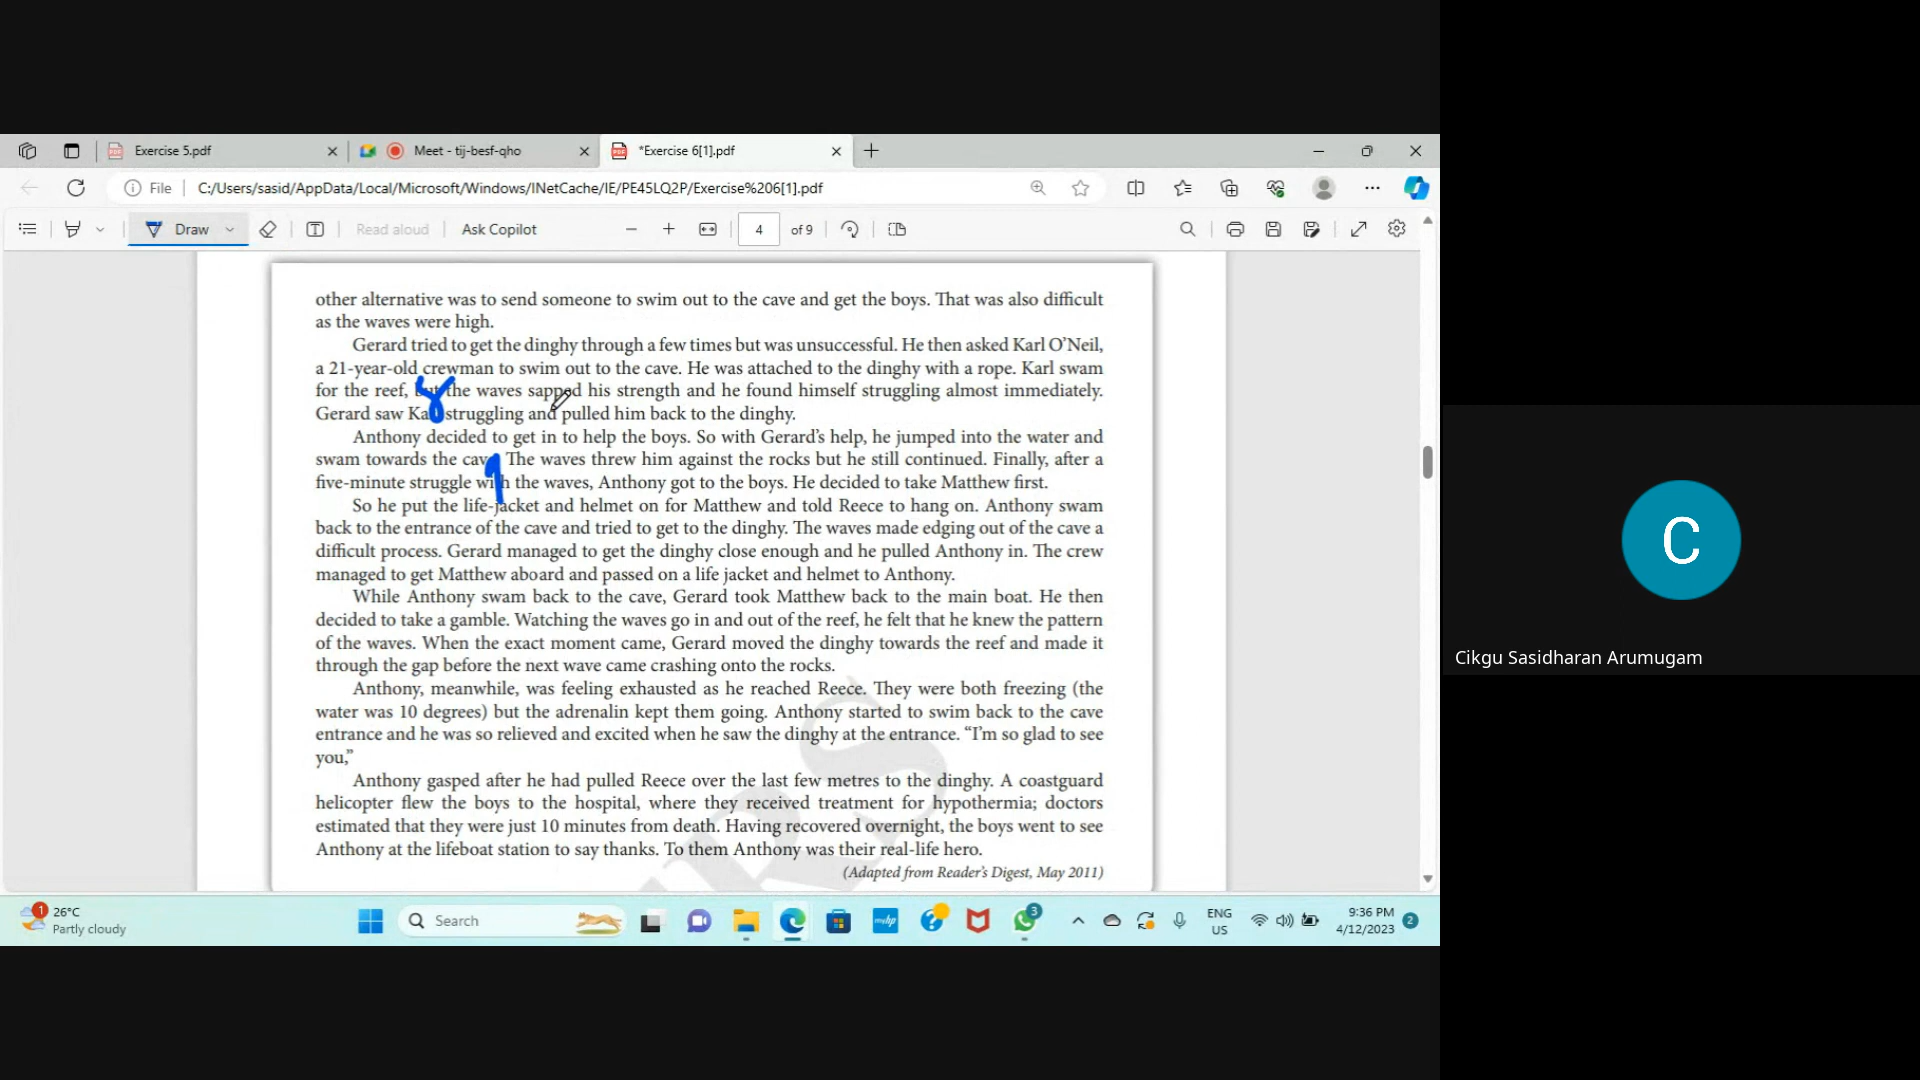 Exercise 5.pdf
Meet - tij-besf-qho
*Exercise 6[1].pdf
File
C:/Users/sasid/AppData/Local/Microsoft/Windows/INetCache/IE/PE45LQ2P/Exercise%206[1].pdf
Draw
Read aloud
Ask Copilot
4
of 9
other alternative was to send someone to swim out to the cave and get the boys. That was also difficult
as the waves were high.
Gerard tried to get the dinghy through a few times but was unsuccessful. He then asked Karl O'Neil,
a 21-year-old crewman to swim out to the cave. He was attached to the dinghy with a rope. Karl swam
for the reef, but the waves sapped his strength and he found himself struggling almost immediately.
8
Gerard saw Karl struggling and pulled him back to the dinghy.
Anthony decided to get in to help the boys. So with Gerard's help, he jumped into the water and
swam towards the cave. The waves threw him against the rocks but he still continued. Finally, after a
9
five-minute struggle with the waves, Anthony got to the boys. He decided to take Matthew first.
So he put the life-jacket and helmet on for Matthew and told Reece to hang on. Anthony swam
back to the entrance of the cave and tried to get to the dinghy. The waves made edging out of the cave a
difficult process. Gerard managed to get the dinghy close enough and he pulled Anthony in. The crew
managed to get Matthew aboard and passed on a life jacket and helmet to Anthony.
While Anthony swam back to the cave, Gerard took Matthew back to the main boat. He then
decided to take a gamble. Watching the waves go in and out of the reef, he felt that he knew the pattern
of the waves. When the exact moment came, Gerard moved the dinghy towards the reef and made it
through the gap before the next wave came crashing onto the rocks.
Anthony, meanwhile, was feeling exhausted as he reached Reece. They were both freezing (the
water was 10 degrees) but the adrenalin kept them going. Anthony started to swim back to the cave
entrance and he was so relieved and excited when he saw the dinghy at the entrance. “I'm so glad to see
you,”
Anthony gasped after he had pulled Reece over the last few metres to the dinghy. A coastguard
helicopter flew the boys to the hospital, where they received treatment for hypothermia; doctors
estimated that they were just 10 minutes from death. Having recovered overnight, the boys went to see
Anthony at the lifeboat station to say thanks. To them Anthony was their real-life hero.
(Adapted from Reader's Digest, May 2011)
C
Cikgu Sasidharan Arumugam
1
26°C
Partly cloudy
Search
myhp
3
ENG
US
9:36 PM
4/12/2023
2